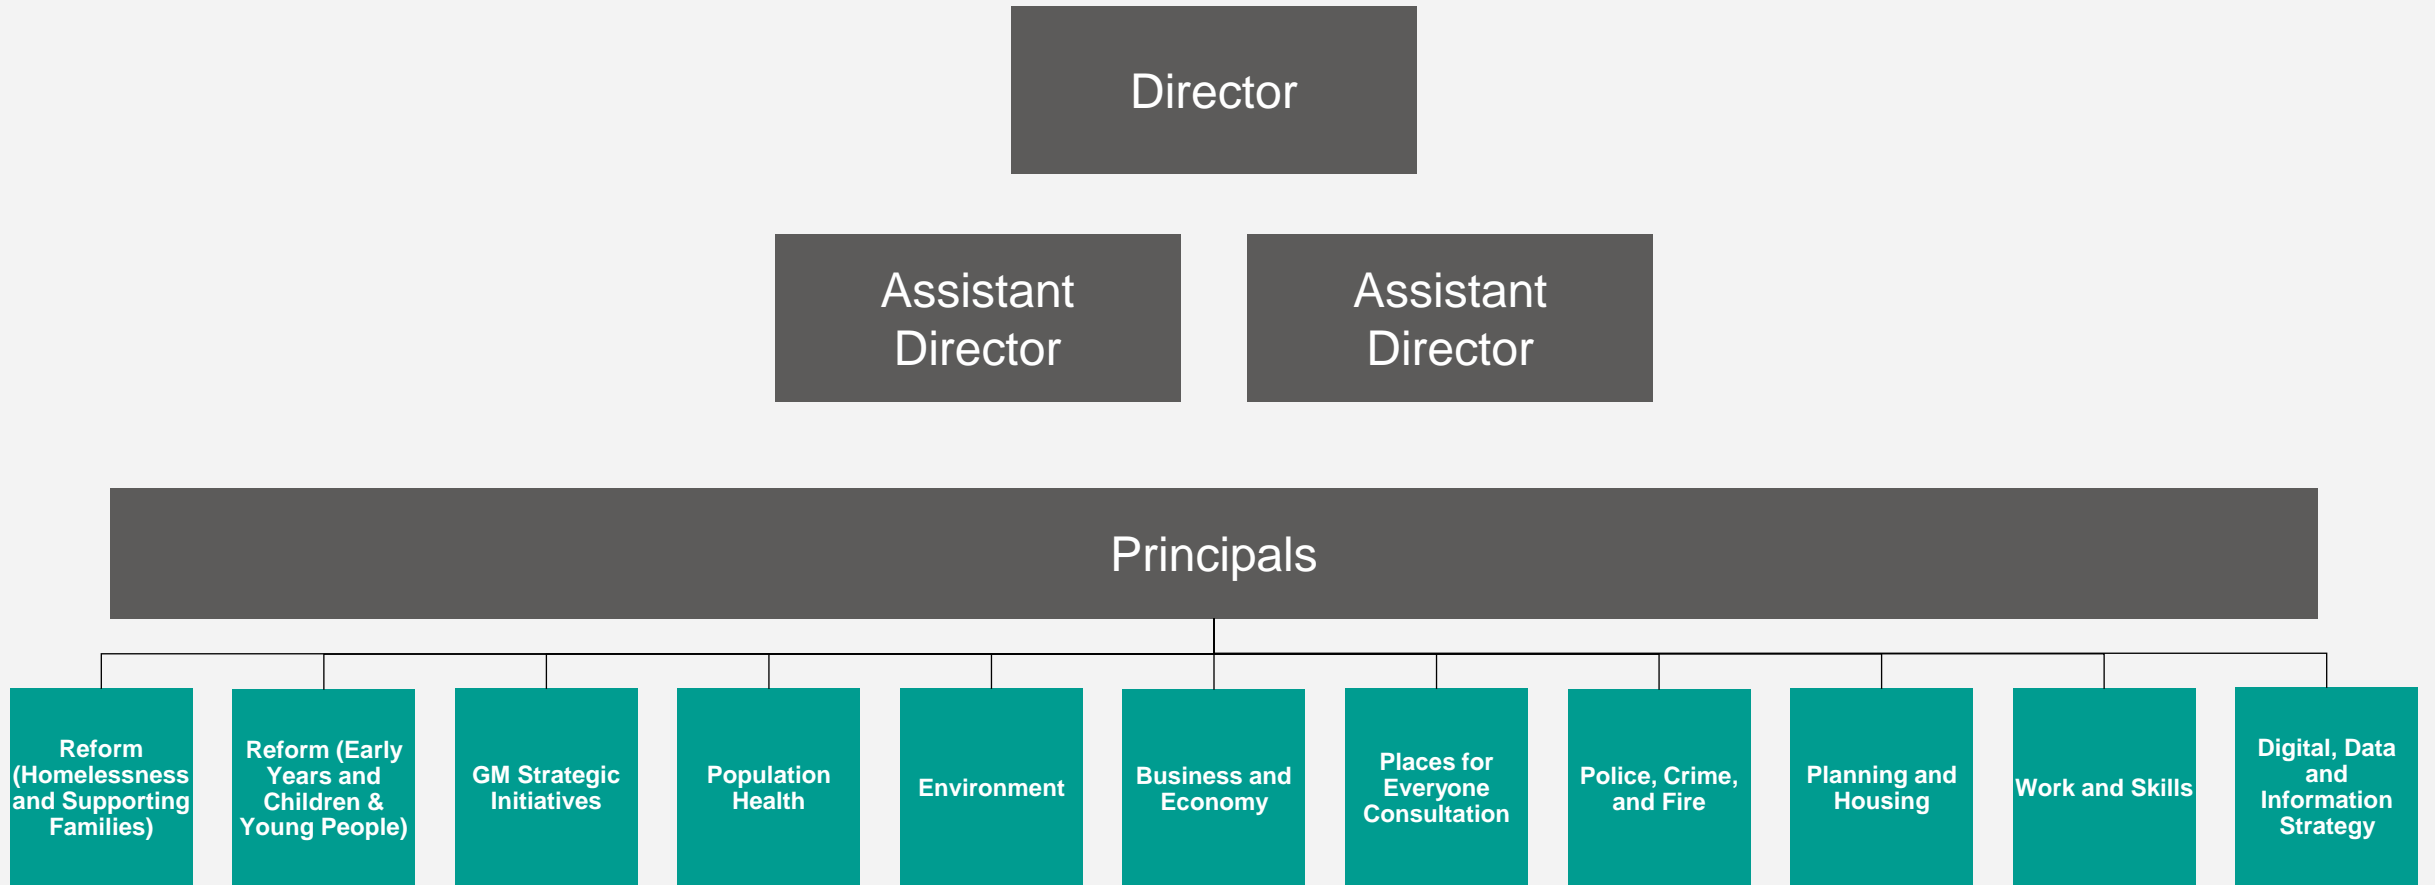 Director
Assistant
Director
Assistant
Director
Principals
Reform
(Homelessness
and Supporting
Families)
Reform (Early
Years and
Children &
Young People)
GM Strategic
Initiatives
Population
Health
Environment
Business and
Economy
Places for
Everyone
Consultation
Police, Crime,
and Fire
Planning and
Housing
Work and Skills
Digital, Data
and
Information
Strategy